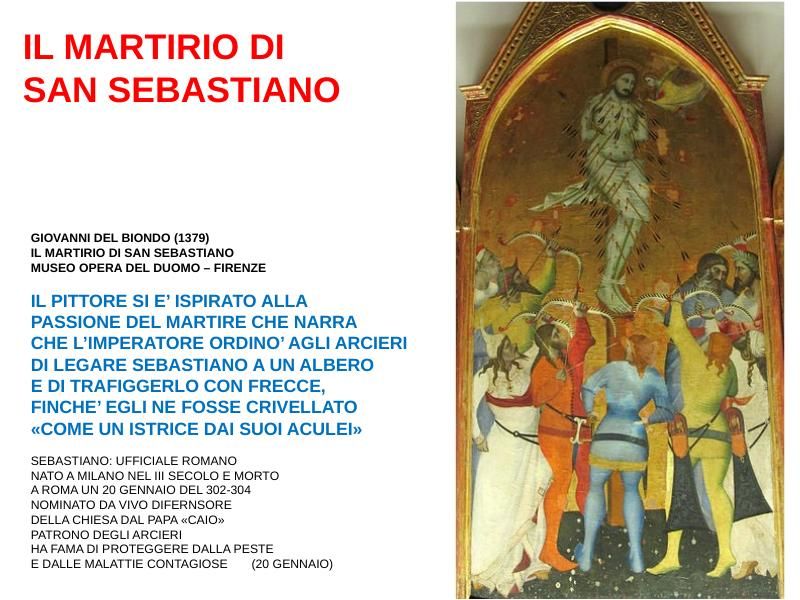 IL MARTIRIO DI
SAN SEBASTIANO
GIOVANNI DEL BIONDO (1379)
IL MARTIRIO DI SAN SEBASTIANO
MUSEO OPERA DEL DUOMO – FIRENZE
IL PITTORE SI E’ ISPIRATO ALLA
PASSIONE DEL MARTIRE CHE NARRA
CHE L’IMPERATORE ORDINO’ AGLI ARCIERI
DI LEGARE SEBASTIANO A UN ALBERO
E DI TRAFIGGERLO CON FRECCE,
FINCHE’ EGLI NE FOSSE CRIVELLATO
«COME UN ISTRICE DAI SUOI ACULEI»
SEBASTIANO: UFFICIALE ROMANO
NATO A MILANO NEL III SECOLO E MORTO
A ROMA UN 20 GENNAIO DEL 302-304
NOMINATO DA VIVO DIFERNSORE
DELLA CHIESA DAL PAPA «CAIO»
PATRONO DEGLI ARCIERI
HA FAMA DI PROTEGGERE DALLA PESTE
E DALLE MALATTIE CONTAGIOSE (20 GENNAIO)